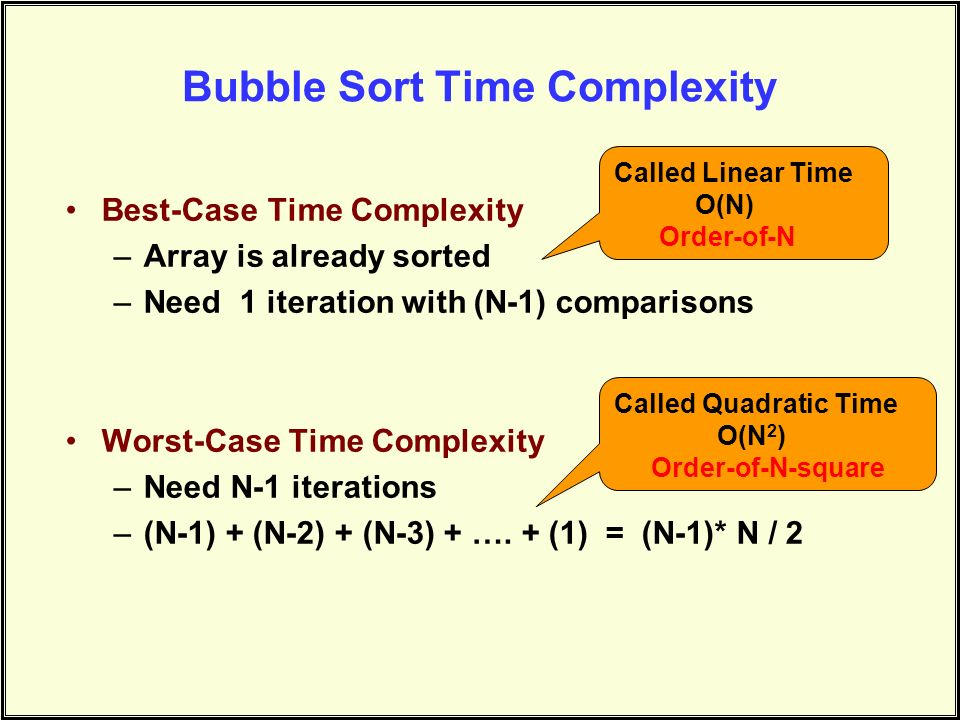 Bubble Sort Time Complexity
Called Linear Time
O(N)
Order-of-N
• Best-Case Time Complexity
– Array is already sorted
– Need 1 iteration with (N-1) comparisons
Called Quadratic Time
O(N²)
Order-of-N-square
• Worst-Case Time Complexity
– Need N-1 iterations
– (N-1) + (N-2) + (N-3) + …. + (1) = (N-1)* N / 2